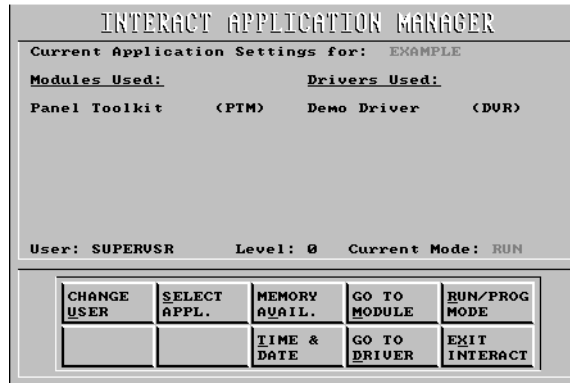 INTERACT APPLICATION MANAGER
Current Application Settings for: EXAMPLE
Modules Used: Drivers Used:
Panel Toolkit (PTM) Demo Driver (DVR)
User: SUPERVSR Level: 0 Current Mode: RUN
CHANGE USER
SELECT APPL.
MEMORY AVAIL.
GO TO MODULE
RUN/PROG MODE
TIME & DATE
GO TO DRIVER
EXIT INTERACT